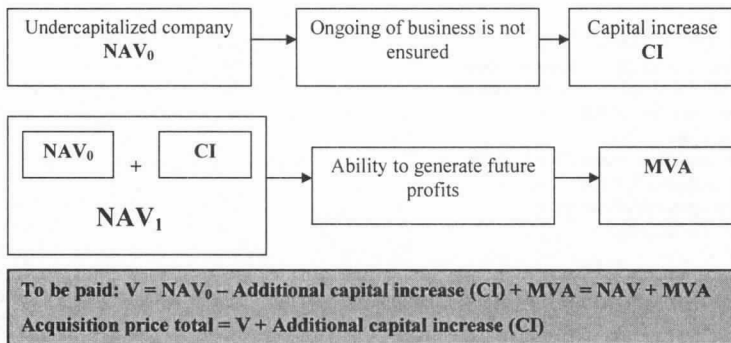 Undercapitalized company
NAV₀
Ongoing of business is not
ensured
Capital increase
CI
NAV₀
+
CI
NAV₁
Ability to generate future
profits
MVA
To be paid: V = NAV₀ – Additional capital increase (CI) + MVA = NAV + MVA
Acquisition price total = V + Additional capital increase (CI)